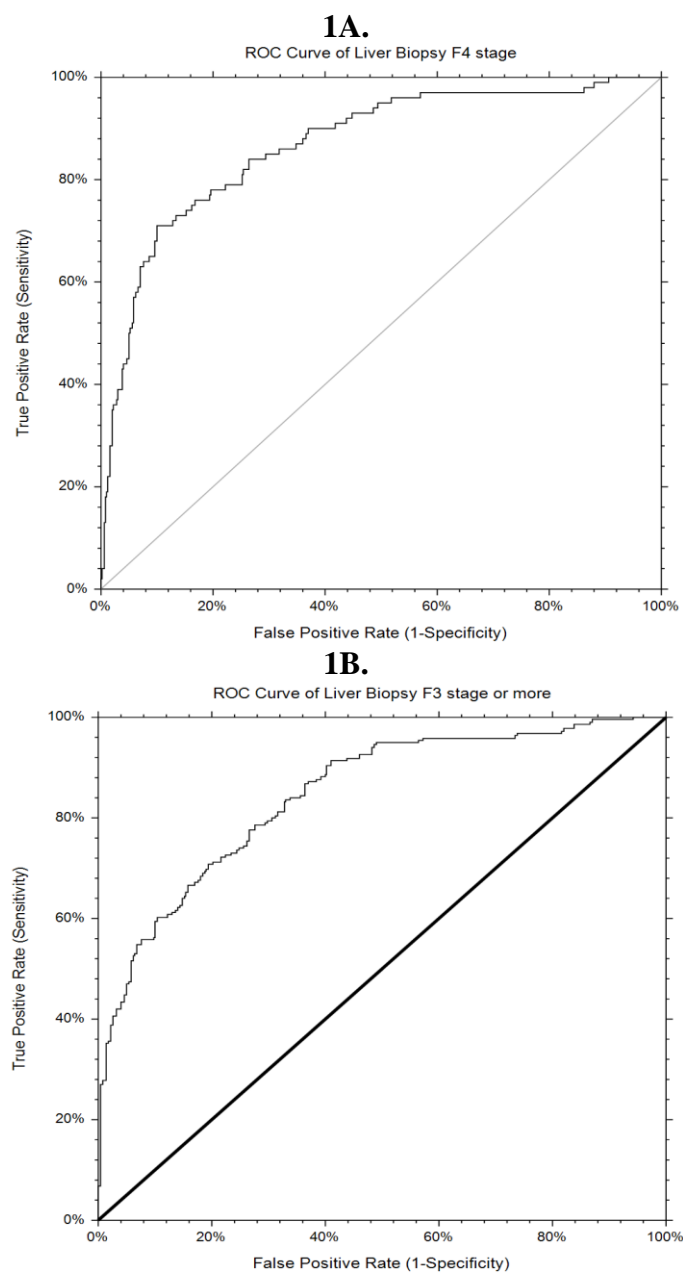 1A.
ROC Curve of Liver Biopsy F4 stage
100%
80%
60%
40%
20%
0%
True Positive Rate (Sensitivity)
0% 20% 40% 60% 80% 100%
False Positive Rate (1-Specificity)
1B.
ROC Curve of Liver Biopsy F3 stage or more
100%
80%
60%
40%
20%
0%
True Positive Rate (Sensitivity)
0% 20% 40% 60% 80% 100%
False Positive Rate (1-Specificity)